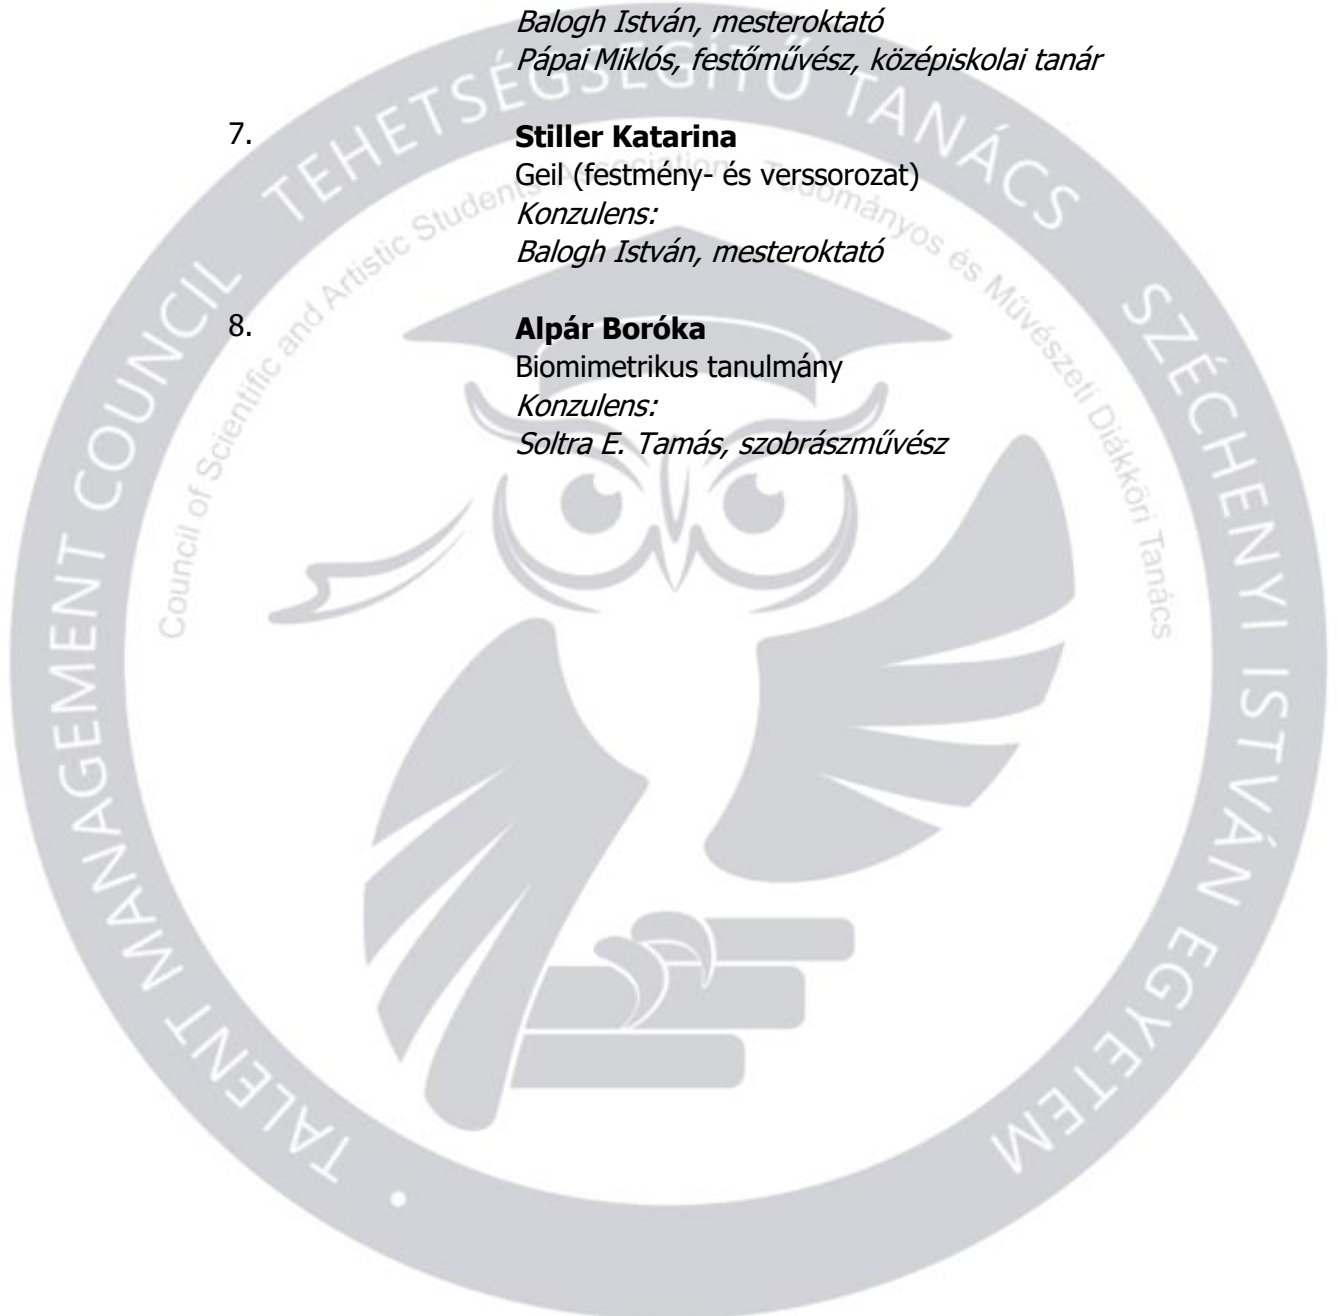 Balogh István, mesteroktató
Pápai Miklós, festőművész, középiskolai tanár
7.
Stiller Katarina
Geil (festmény- és verssorozat)
Konzulens:
Balogh István, mesteroktató
8.
Alpár Boróka
Biomimetrikus tanulmány
Konzulens:
Soltra E. Tamás, szobrászművész
TALENT MANAGEMENT COUNCIL TEHETSÉGSEGÍTŐ TANÁCS SZÉCHENYI ISTVÁN EGYETEM
Council of Scientific and Artistic Students' Association Tudományos és Művészeti Diákköri Tanács